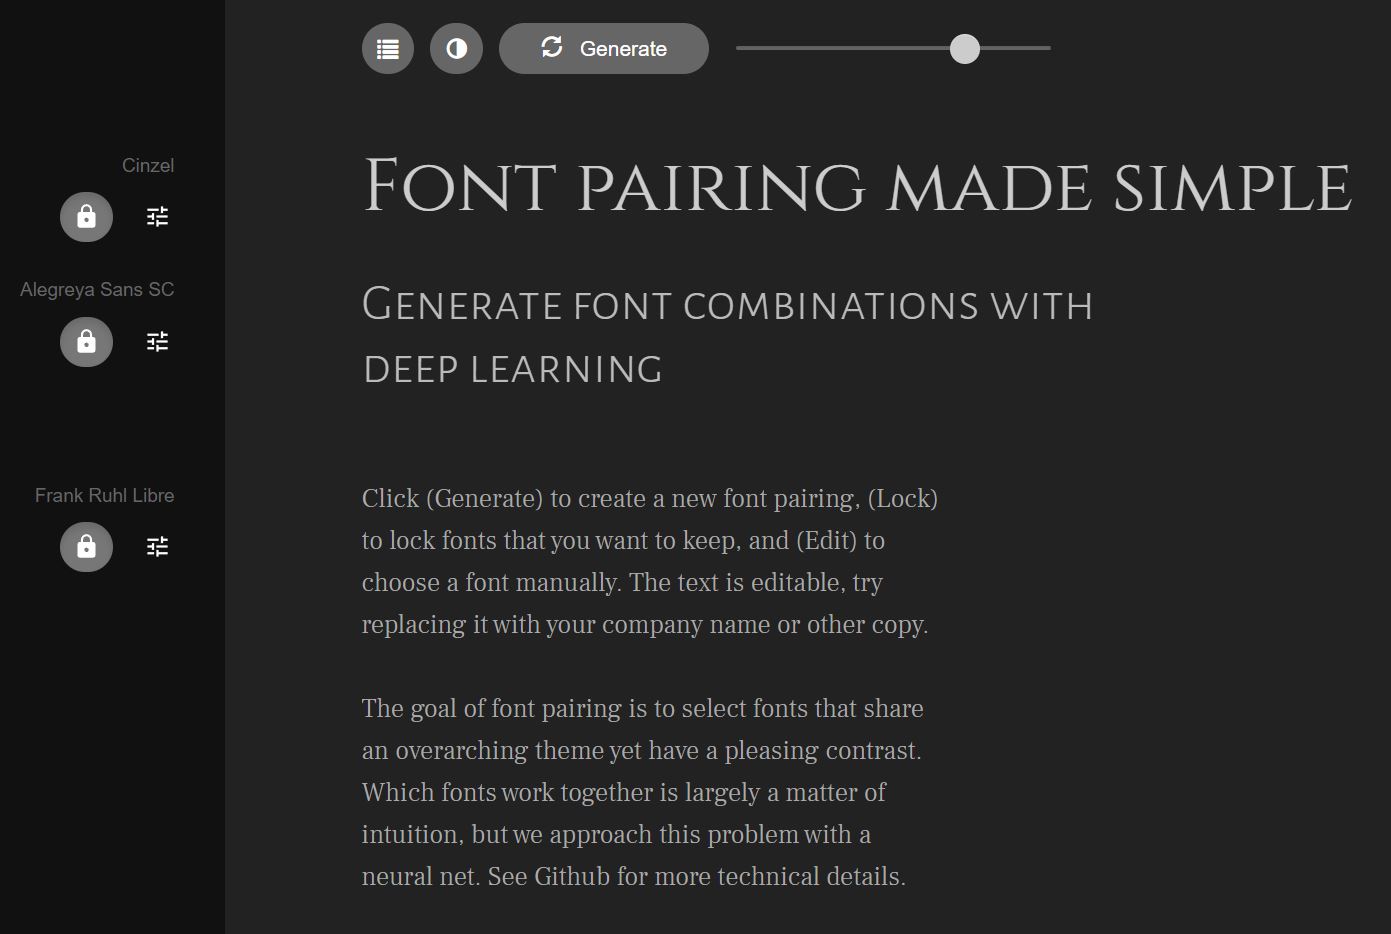 Generate
Cinzel
Font pairing made simple
Alegreya Sans SC
Generate font combinations with
deep learning
Frank Ruhl Libre
Click (Generate) to create a new font pairing, (Lock)
to lock fonts that you want to keep, and (Edit) to
choose a font manually. The text is editable, try
replacing it with your company name or other copy.
The goal of font pairing is to select fonts that share
an overarching theme yet have a pleasing contrast.
Which fonts work together is largely a matter of
intuition, but we approach this problem with a
neural net. See Github for more technical details.